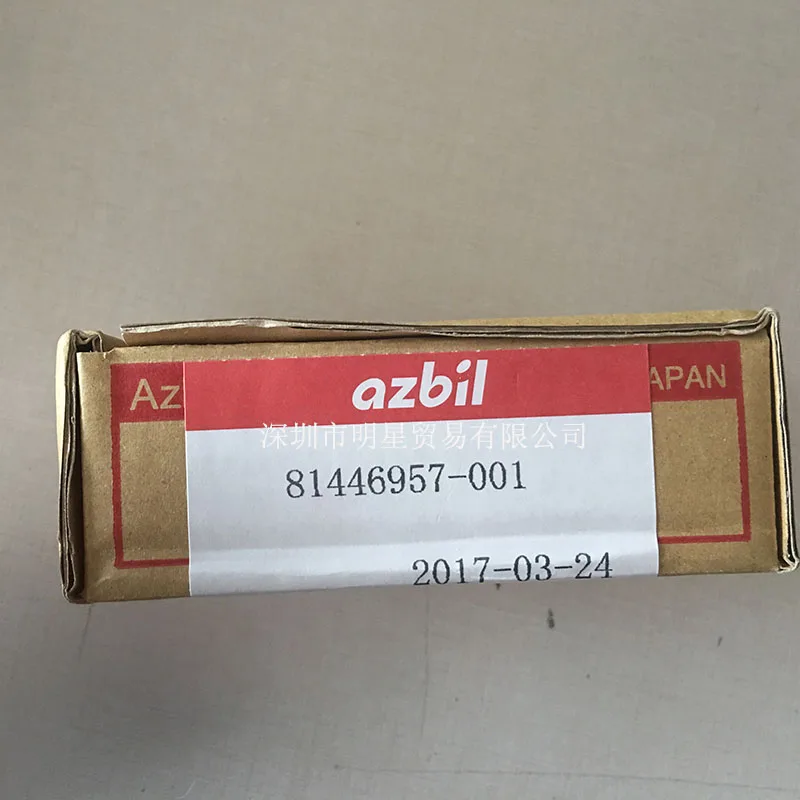 azbil
Az
APAN
深圳市明星贸易有限公司
81446957-001
2017-03-24